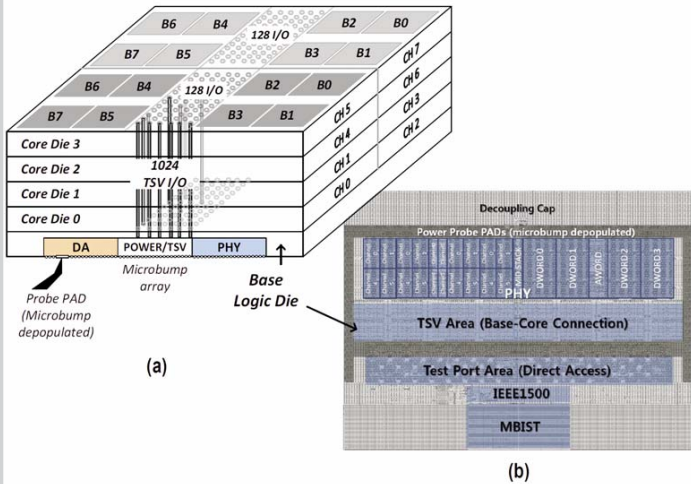 B6 B4 B2 B0
128 I/O
B7 B5 B3 B1
B6 B4 128 I/O B2 B0
B7 B5 B3 B1
CH 7
CH 6
CH 3
CH 2
CH 5
CH 4
CH 1
CH 0
Core Die 3
Core Die 2
Core Die 1
Core Die 0
1024
TSV I/O
DA POWER/TSV PHY
Microbump
array
Base
Logic Die
Probe PAD
(Microbump
depopulated)
(a)
Decoupling Cap
Power Probe PADs (microbump depopulated)
DWORD 0
DWORD 1
AWORD
DWORD 2
DWORD 3
PHY
TSV Area (Base-Core Connection)
Test Port Area (Direct Access)
IEEE1500
MBIST
(b)